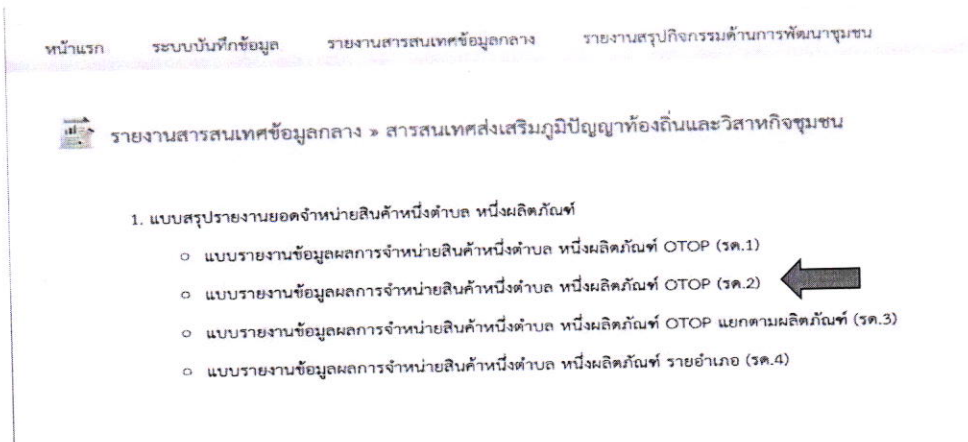 หน้าแรก ระบบบันทึกข้อมูล รายงานสารสนเทศข้อมูลกลาง รายงานสรุปกิจกรรมด้านการพัฒนาชุมชน
รายงานสารสนเทศข้อมูลกลาง » สารสนเทศส่งเสริมภูมิปัญญาท้องถิ่นและวิสาหกิจชุมชน
1. แบบสรุปรายงานยอดจำหน่ายสินค้าหนึ่งตำบล หนึ่งผลิตภัณฑ์
○ แบบรายงานข้อมูลผลการจำหน่ายสินค้าหนึ่งตำบล หนึ่งผลิตภัณฑ์ OTOP (รด.1)
○ แบบรายงานข้อมูลผลการจำหน่ายสินค้าหนึ่งตำบล หนึ่งผลิตภัณฑ์ OTOP (รด.2)
○ แบบรายงานข้อมูลผลการจำหน่ายสินค้าหนึ่งตำบล หนึ่งผลิตภัณฑ์ OTOP แยกตามผลิตภัณฑ์ (รด.3)
○ แบบรายงานข้อมูลผลการจำหน่ายสินค้าหนึ่งตำบล หนึ่งผลิตภัณฑ์ รายอำเภอ (รด.4)